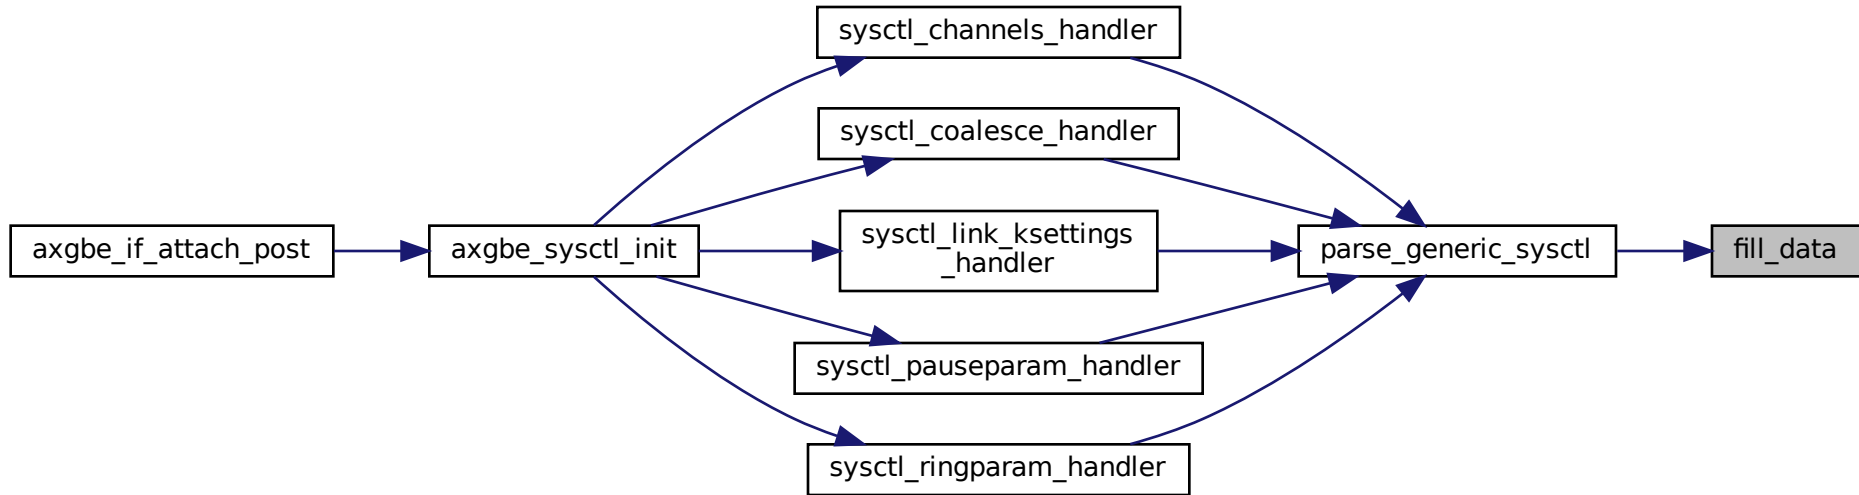 sysctl_channels_handler
sysctl_coalesce_handler
axgbe_if_attach_post
axgbe_sysctl_init
sysctl_link_ksettings
_handler
parse_generic_sysctl
fill_data
sysctl_pauseparam_handler
sysctl_ringparam_handler